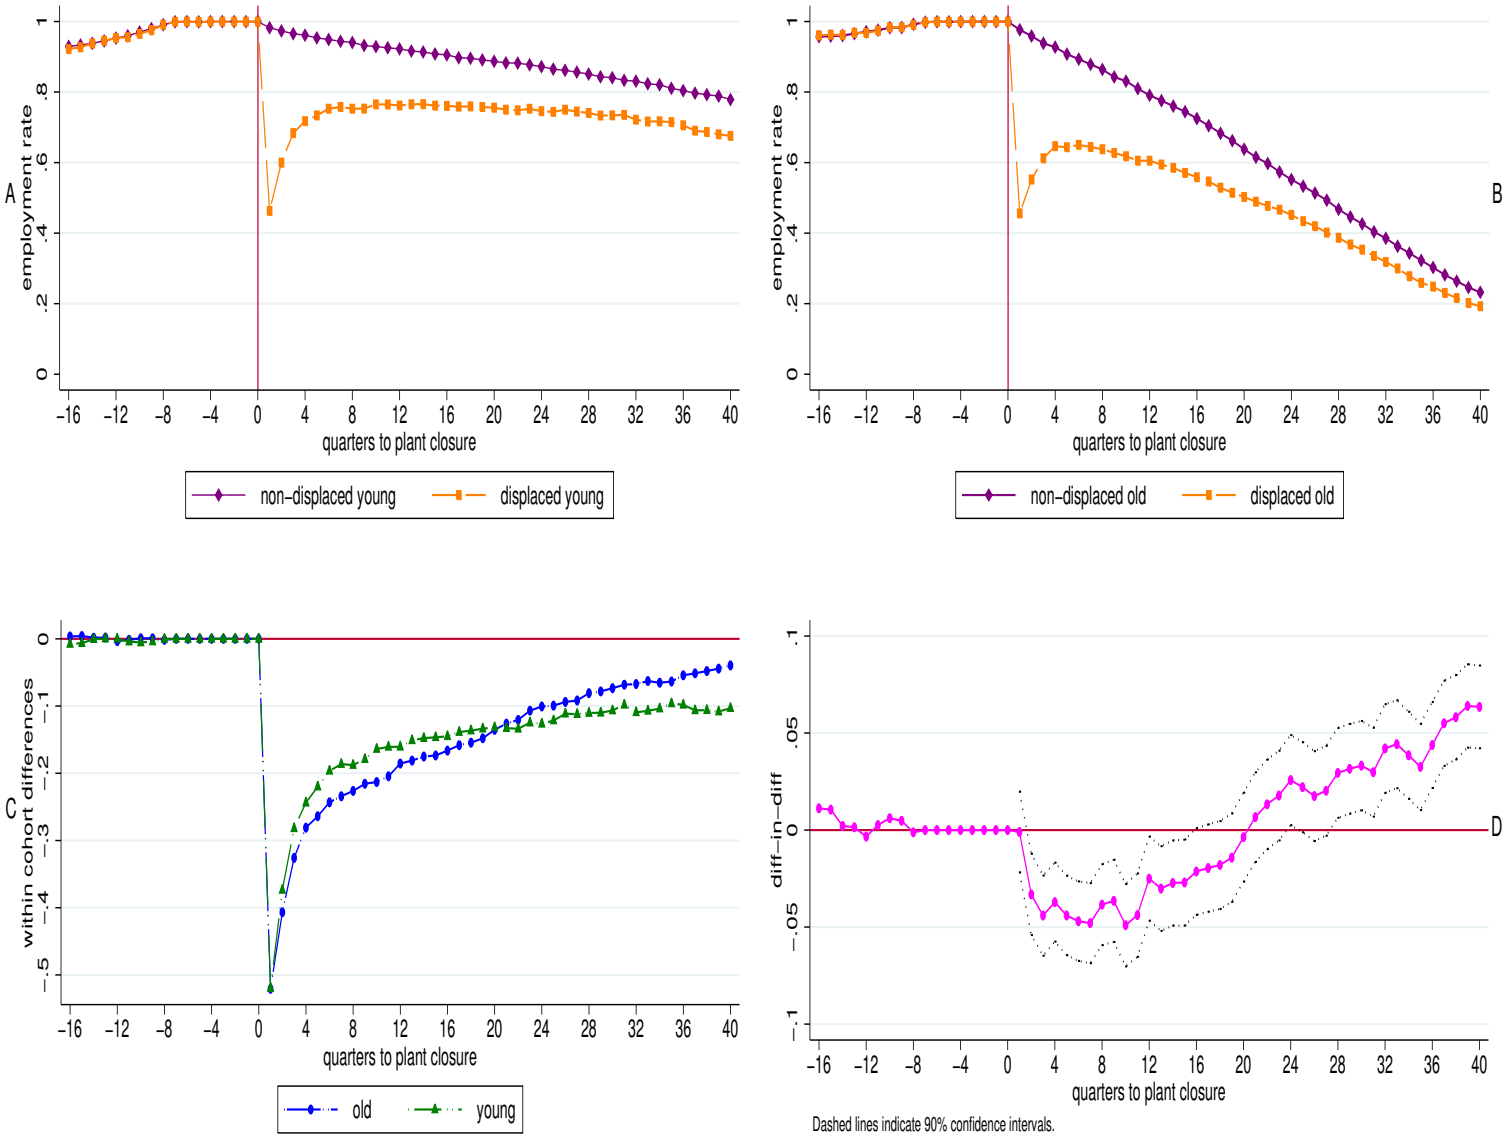 A
employment rate
0 .2 .4 .6 .8 1
−16 −12 −8 −4 0 4 8 12 16 20 24 28 32 36 40
quarters to plant closure
non−displaced young displaced young
B
employment rate
0 .2 .4 .6 .8 1
−16 −12 −8 −4 0 4 8 12 16 20 24 28 32 36 40
quarters to plant closure
non−displaced old displaced old
C
within cohort differences
−.5 −.4 −.3 −.2 −.1 0
−16 −12 −8 −4 0 4 8 12 16 20 24 28 32 36 40
quarters to plant closure
old young
D
diff−in−diff
−.1 −.05 0 .05 .1
−16 −12 −8 −4 0 4 8 12 16 20 24 28 32 36 40
quarters to plant closure
Dashed lines indicate 90% confidence intervals.